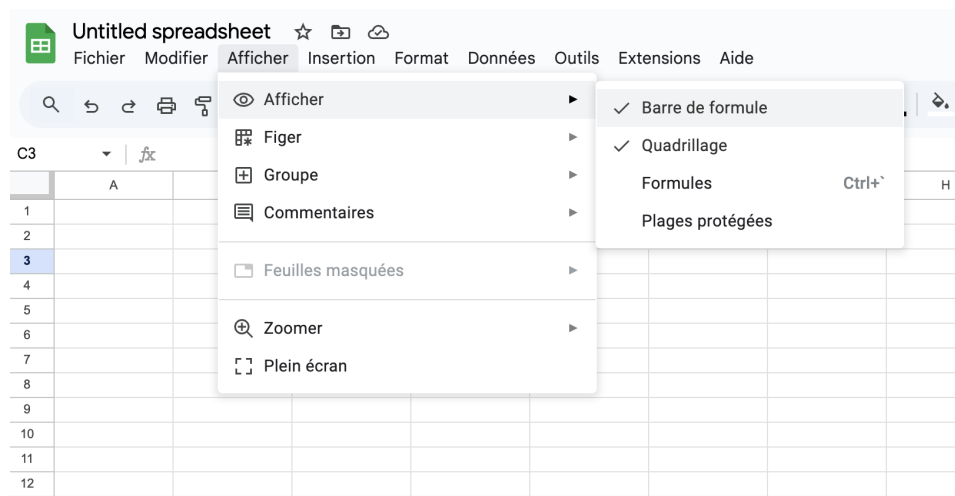 Untitled spreadsheet
Fichier Modifier Afficher Insertion Format Données Outils Extensions Aide
Afficher
Figer
Groupe
Commentaires
Feuilles masquées
Zoomer
Plein écran
Barre de formule
Quadrillage
Formules Ctrl+`
Plages protégées
C3 fx
A H
1
2
3
4
5
6
7
8
9
10
11
12